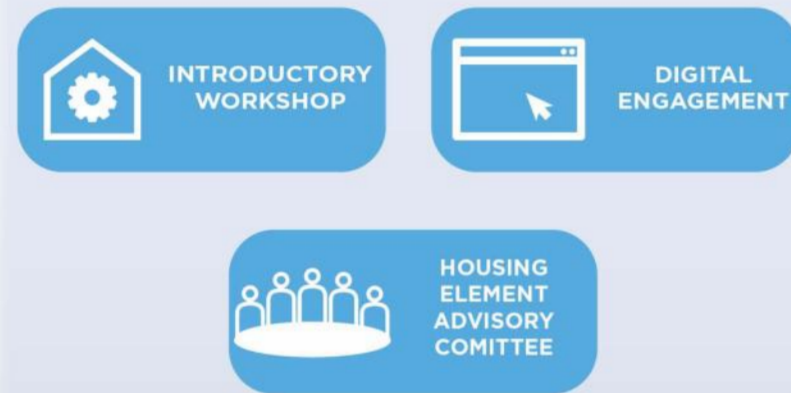 INTRODUCTORY
WORKSHOP
DIGITAL
ENGAGEMENT
HOUSING
ELEMENT
ADVISORY
COMITTEE